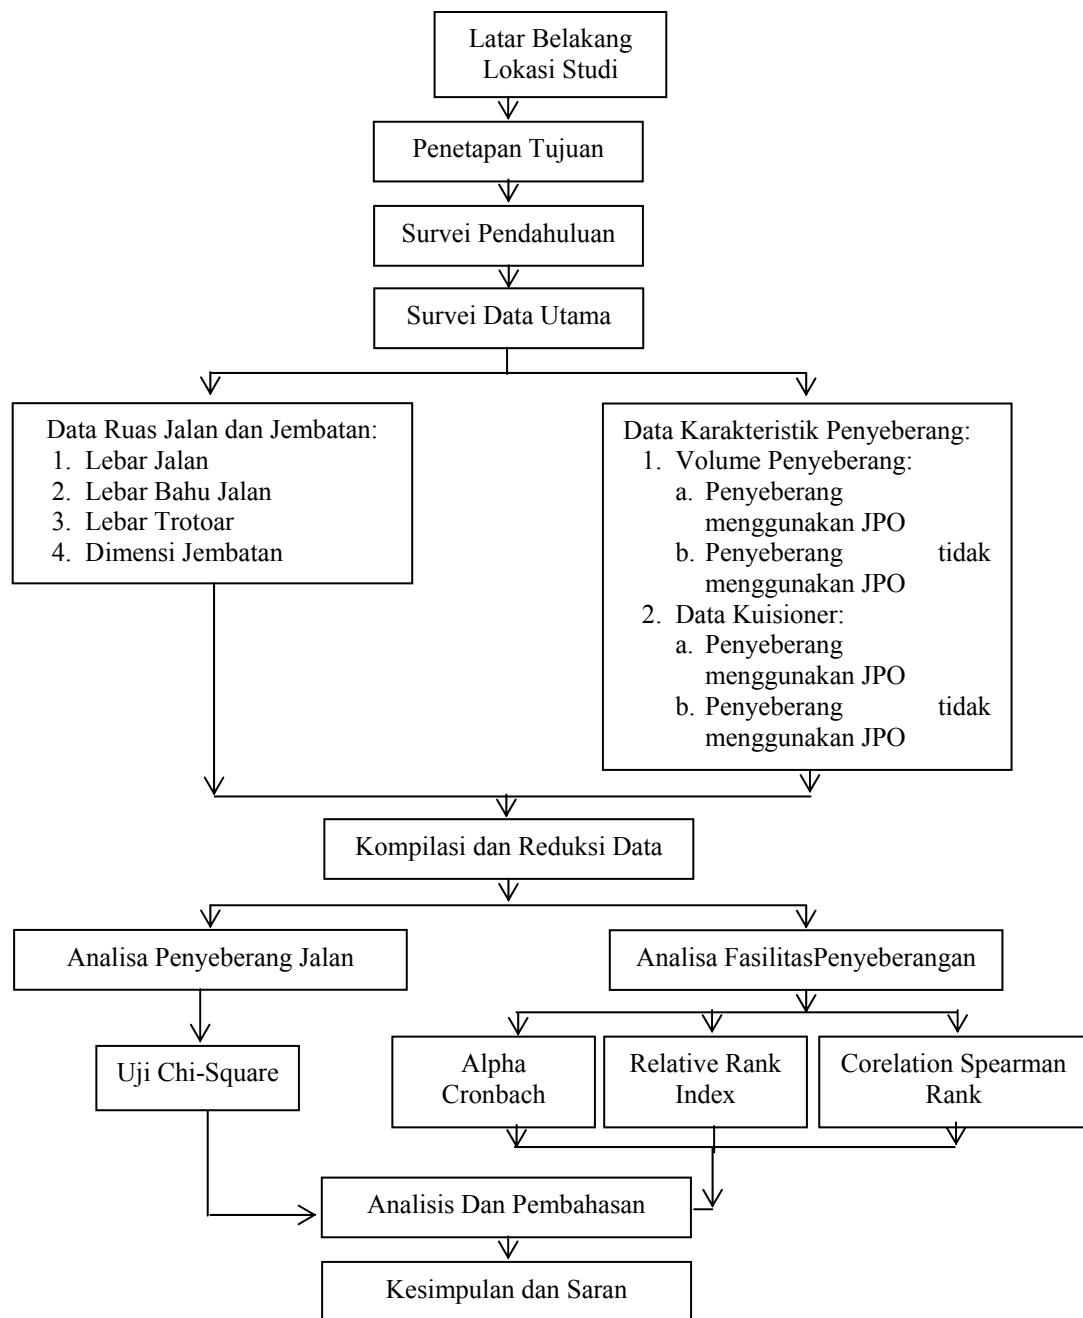 Latar Belakang
Lokasi Studi
Penetapan Tujuan
Survei Pendahuluan
Survei Data Utama
Data Ruas Jalan dan Jembatan:
1. Lebar Jalan
2. Lebar Bahu Jalan
3. Lebar Trotoar
4. Dimensi Jembatan
Data Karakteristik Penyeberang:
1. Volume Penyeberang:
a. Penyeberang
menggunakan JPO
b. Penyeberang tidak
menggunakan JPO
2. Data Kuisioner:
a. Penyeberang
menggunakan JPO
b. Penyeberang tidak
menggunakan JPO
Kompilasi dan Reduksi Data
Analisa Penyeberang Jalan
Analisa FasilitasPenyeberangan
Uji Chi-Square
Alpha
Cronbach
Relative Rank
Index
Corelation Spearman
Rank
Analisis Dan Pembahasan
Kesimpulan dan Saran